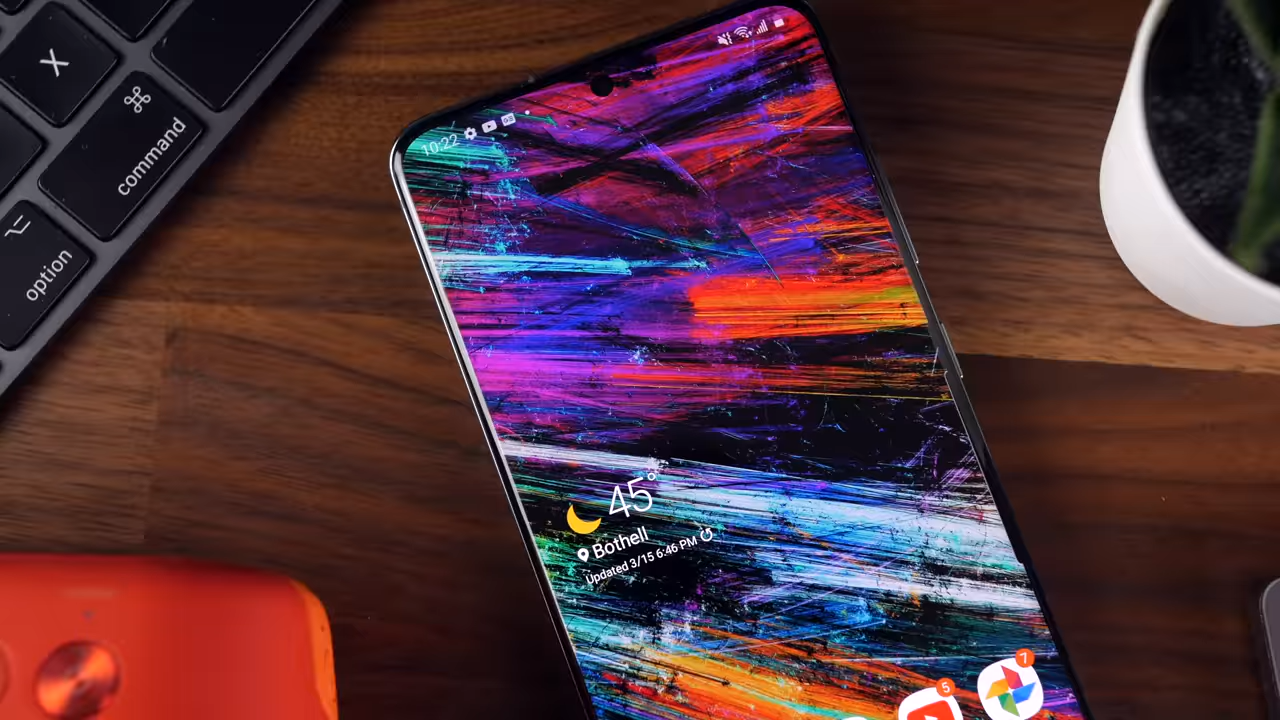 X
⌘
command
⌥
option
10:22
45°
Bothell
Updated 3/15 6:46 PM
5
7